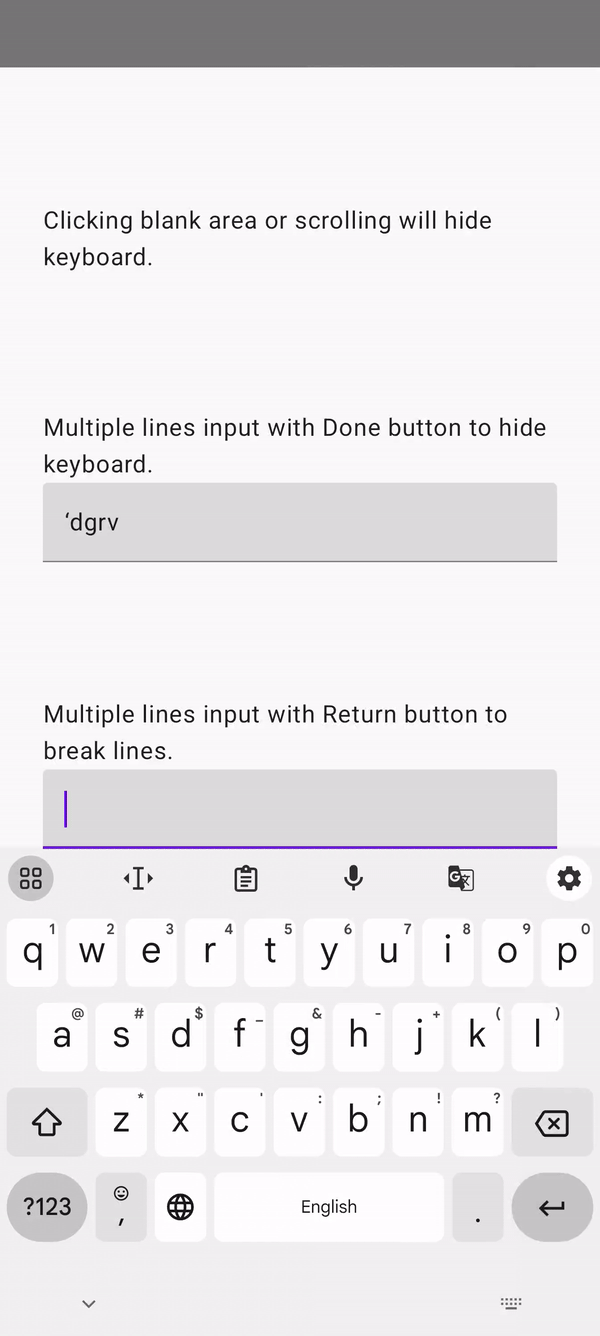 Clicking blank area or scrolling will hide
keyboard.
Multiple lines input with Done button to hide
keyboard.
‘dgrv
Multiple lines input with Return button to
break lines.
G文
1 2 3 4 5 6 7 8 9 0
q w e r t y u i o p
@ # $ _ & - + ( )
a s d f g h j k l
* " ' : ; ! ?
z x c v b n m
?123 , English .